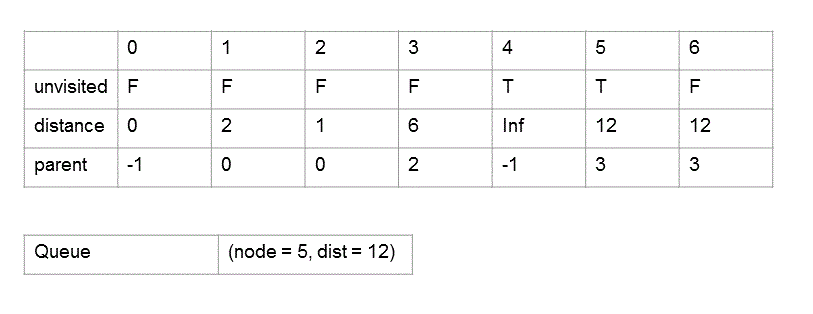 0 1 2 3 4 5 6
unvisited F F F F T T F
distance 0 2 1 6 Inf 12 12
parent -1 0 0 2 -1 3 3
Queue (node = 5, dist = 12)